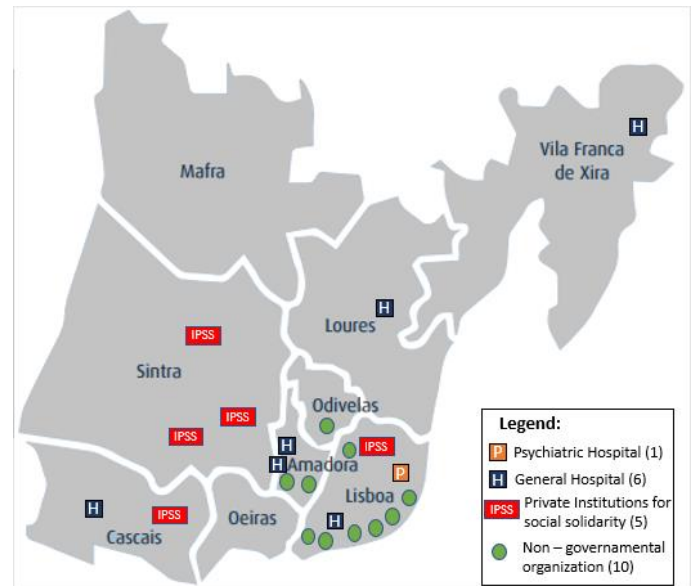 Mafra
Vila Franca
de Xira
H
Loures
H
Sintra
IPSS
IPSS
IPSS
Odivelas
Amadora
H
H
IPSS
P
Lisboa
H
Oeiras
Cascais
H
IPSS
Legend:
P Psychiatric Hospital (1)
H General Hospital (6)
IPSS Private Institutions for
social solidarity (5)
Non – governamental
organization (10)